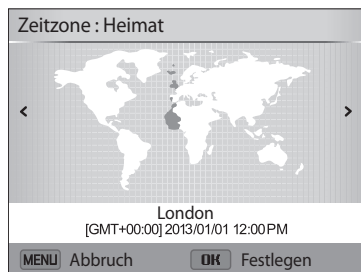 Zeitzone : Heimat
< >
London
[GMT+00:00] 2013/01/01 12:00PM
MENU Abbruch OK Festlegen